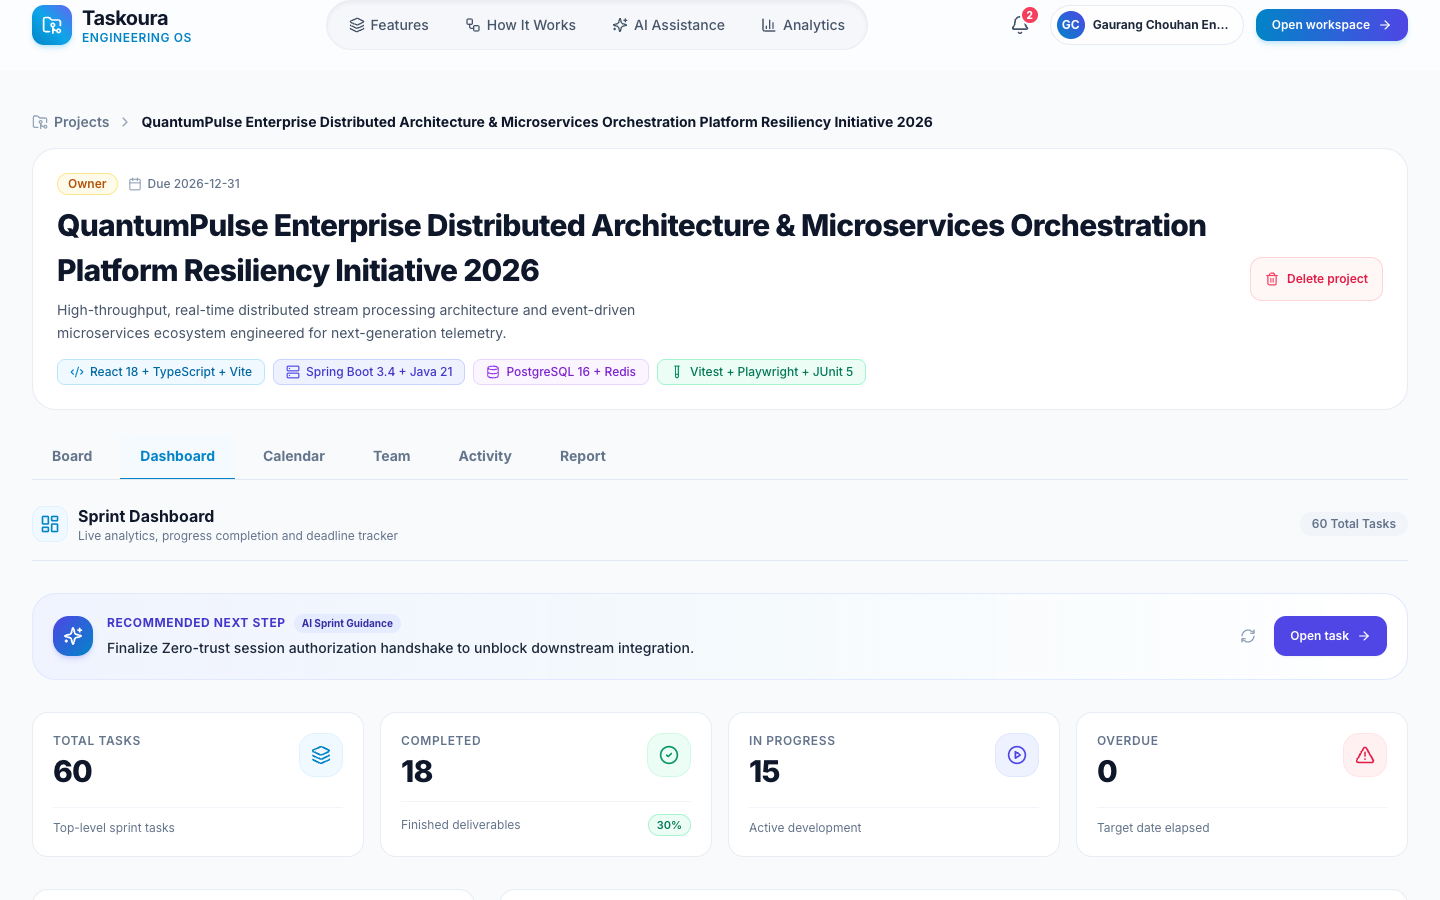 Taskoura
ENGINEERING OS
Features
How It Works
AI Assistance
Analytics
2
GC
Gaurang Chouhan En...
Open workspace
Projects
QuantumPulse Enterprise Distributed Architecture & Microservices Orchestration Platform Resiliency Initiative 2026
Owner
Due 2026-12-31
QuantumPulse Enterprise Distributed Architecture & Microservices Orchestration
Platform Resiliency Initiative 2026
Delete project
High-throughput, real-time distributed stream processing architecture and event-driven
microservices ecosystem engineered for next-generation telemetry.
React 18 + TypeScript + Vite
Spring Boot 3.4 + Java 21
PostgreSQL 16 + Redis
Vitest + Playwright + JUnit 5
Board
Dashboard
Calendar
Team
Activity
Report
Sprint Dashboard
Live analytics, progress completion and deadline tracker
60 Total Tasks
RECOMMENDED NEXT STEP
AI Sprint Guidance
Finalize Zero-trust session authorization handshake to unblock downstream integration.
Open task
TOTAL TASKS
60
Top-level sprint tasks
COMPLETED
18
Finished deliverables
30%
IN PROGRESS
15
Active development
OVERDUE
0
Target date elapsed